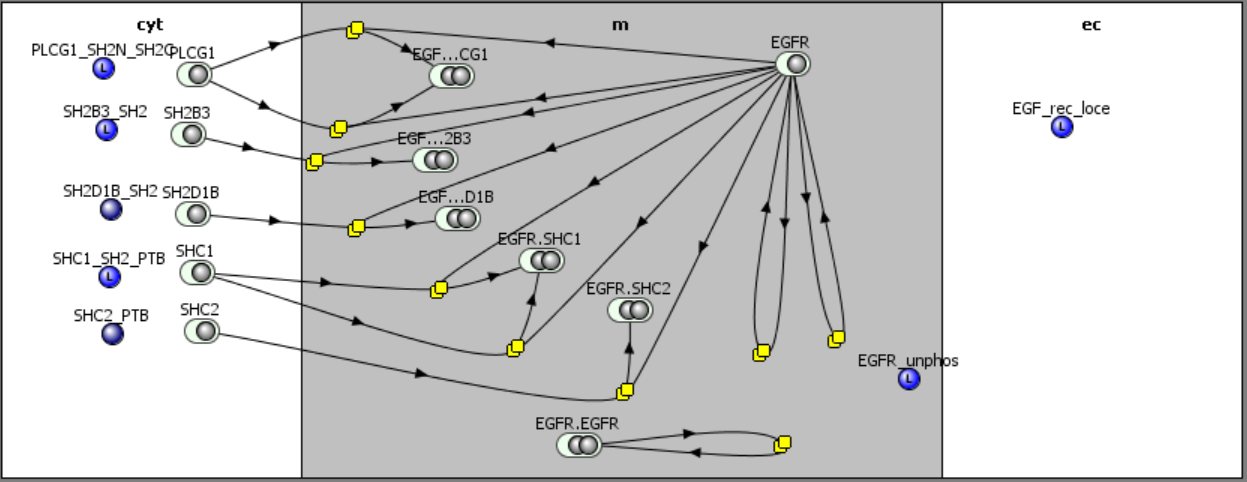 cyt
m
ec
PLCG1_SH2N_SH2C
PLCG1
EGF...CG1
EGFR
SH2B3_SH2
SH2B3
EGF_rec_loce
EGF...2B3
SH2D1B_SH2
SH2D1B
EGF...D1B
SHC1_SH2_PTB
SHC1
EGFR.SHC1
SHC2_PTB
SHC2
EGFR.SHC2
EGFR_unphos
EGFR.EGFR
L
L
L
L
L